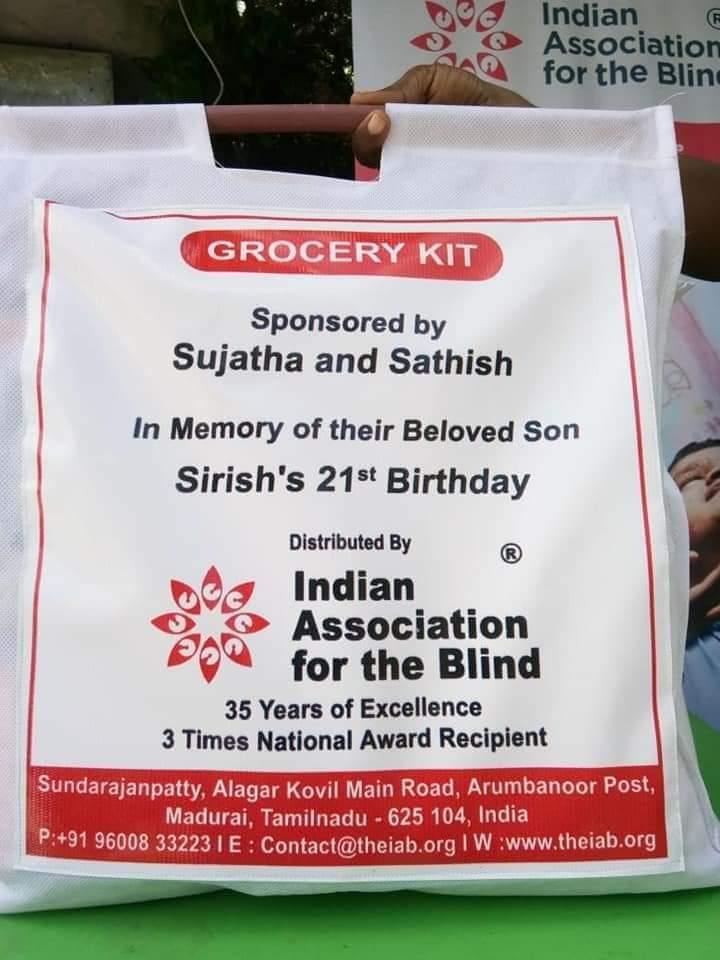 Indian ®
Association
for the Blin
GROCERY KIT
Sponsored by
Sujatha and Sathish
In Memory of their Beloved Son
Sirish's 21st Birthday
Distributed By
®
Indian
Association
for the Blind
35 Years of Excellence
3 Times National Award Recipient
Sundarajanpatty, Alagar Kovil Main Road, Arumbanoor Post,
Madurai, Tamilnadu - 625 104, India
P:+91 96008 33223 I E : Contact@theiab.org I W :www.theiab.org